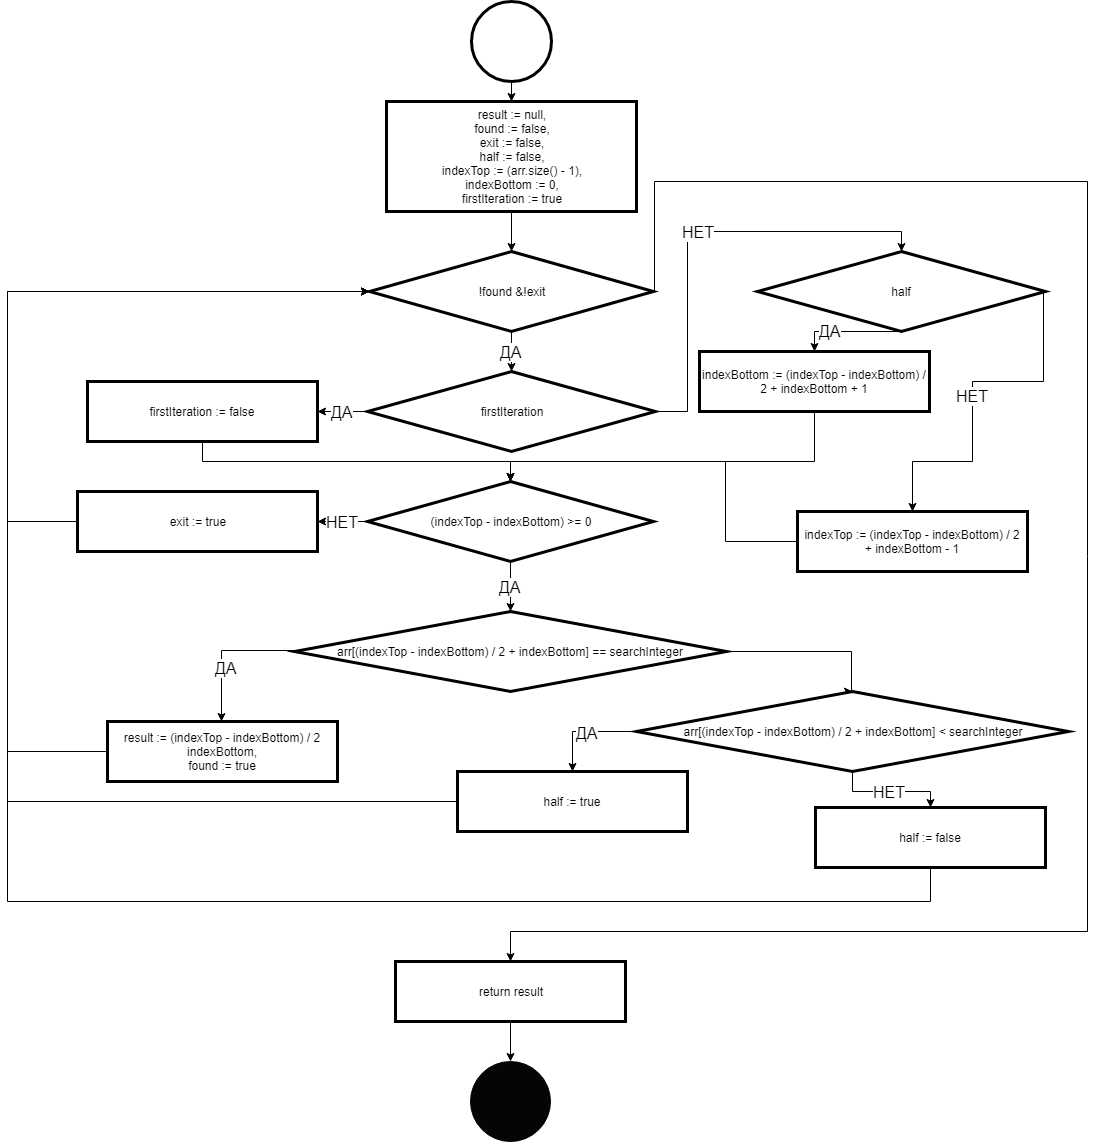 result := null,
found := false,
exit := false,
half := false,
indexTop := (arr.size() - 1),
indexBottom := 0,
firstIteration := true
НЕТ
!found &!exit
half
ДА
ДА
indexBottom := (indexTop - indexBottom) /
2 + indexBottom + 1
НЕТ
firstIteration := false
ДА
firstIteration
exit := true
НЕТ
(indexTop - indexBottom) >= 0
indexTop := (indexTop - indexBottom) / 2
+ indexBottom - 1
ДА
arr[(indexTop - indexBottom) / 2 + indexBottom] == searchInteger
ДА
result := (indexTop - indexBottom) / 2
indexBottom,
found := true
ДА
arr[(indexTop - indexBottom) / 2 + indexBottom] < searchInteger
half := true
НЕТ
half := false
return result